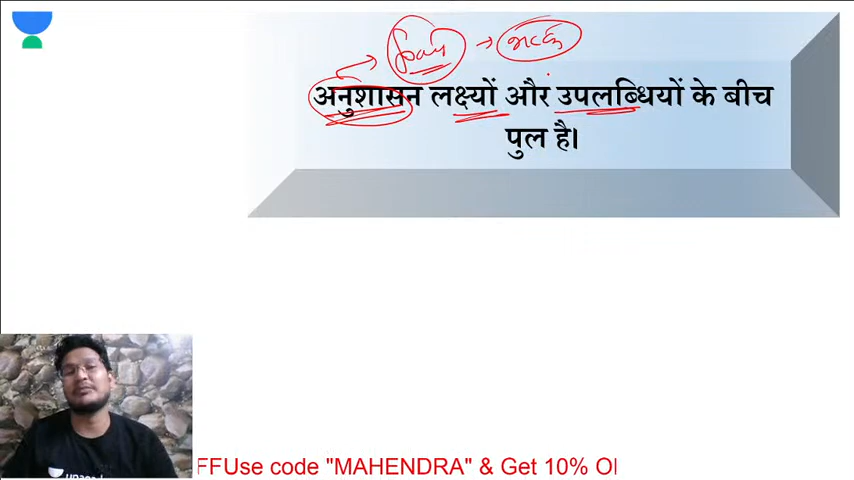 अनुशासन लक्ष्यों और उपलब्धियों के बीच
पुल है।
FFUse code "MAHENDRA" & Get 10% Ol